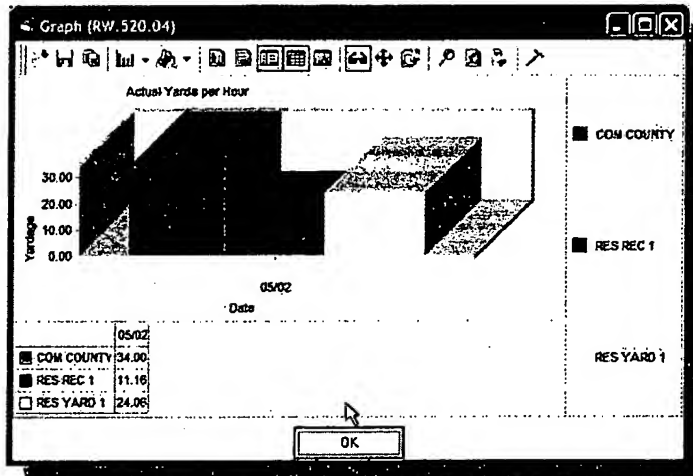 Graph (RW.520.04)
Actual Yards per Hour
30.00
20.00
10.00
0.00
Yardage
05/02
Date
COM COUNTY
RES REC 1
RES YARD 1
05/02
COM COUNTY 34.00
RES REC 1 11.16
RES YARD 1 24.06
OK